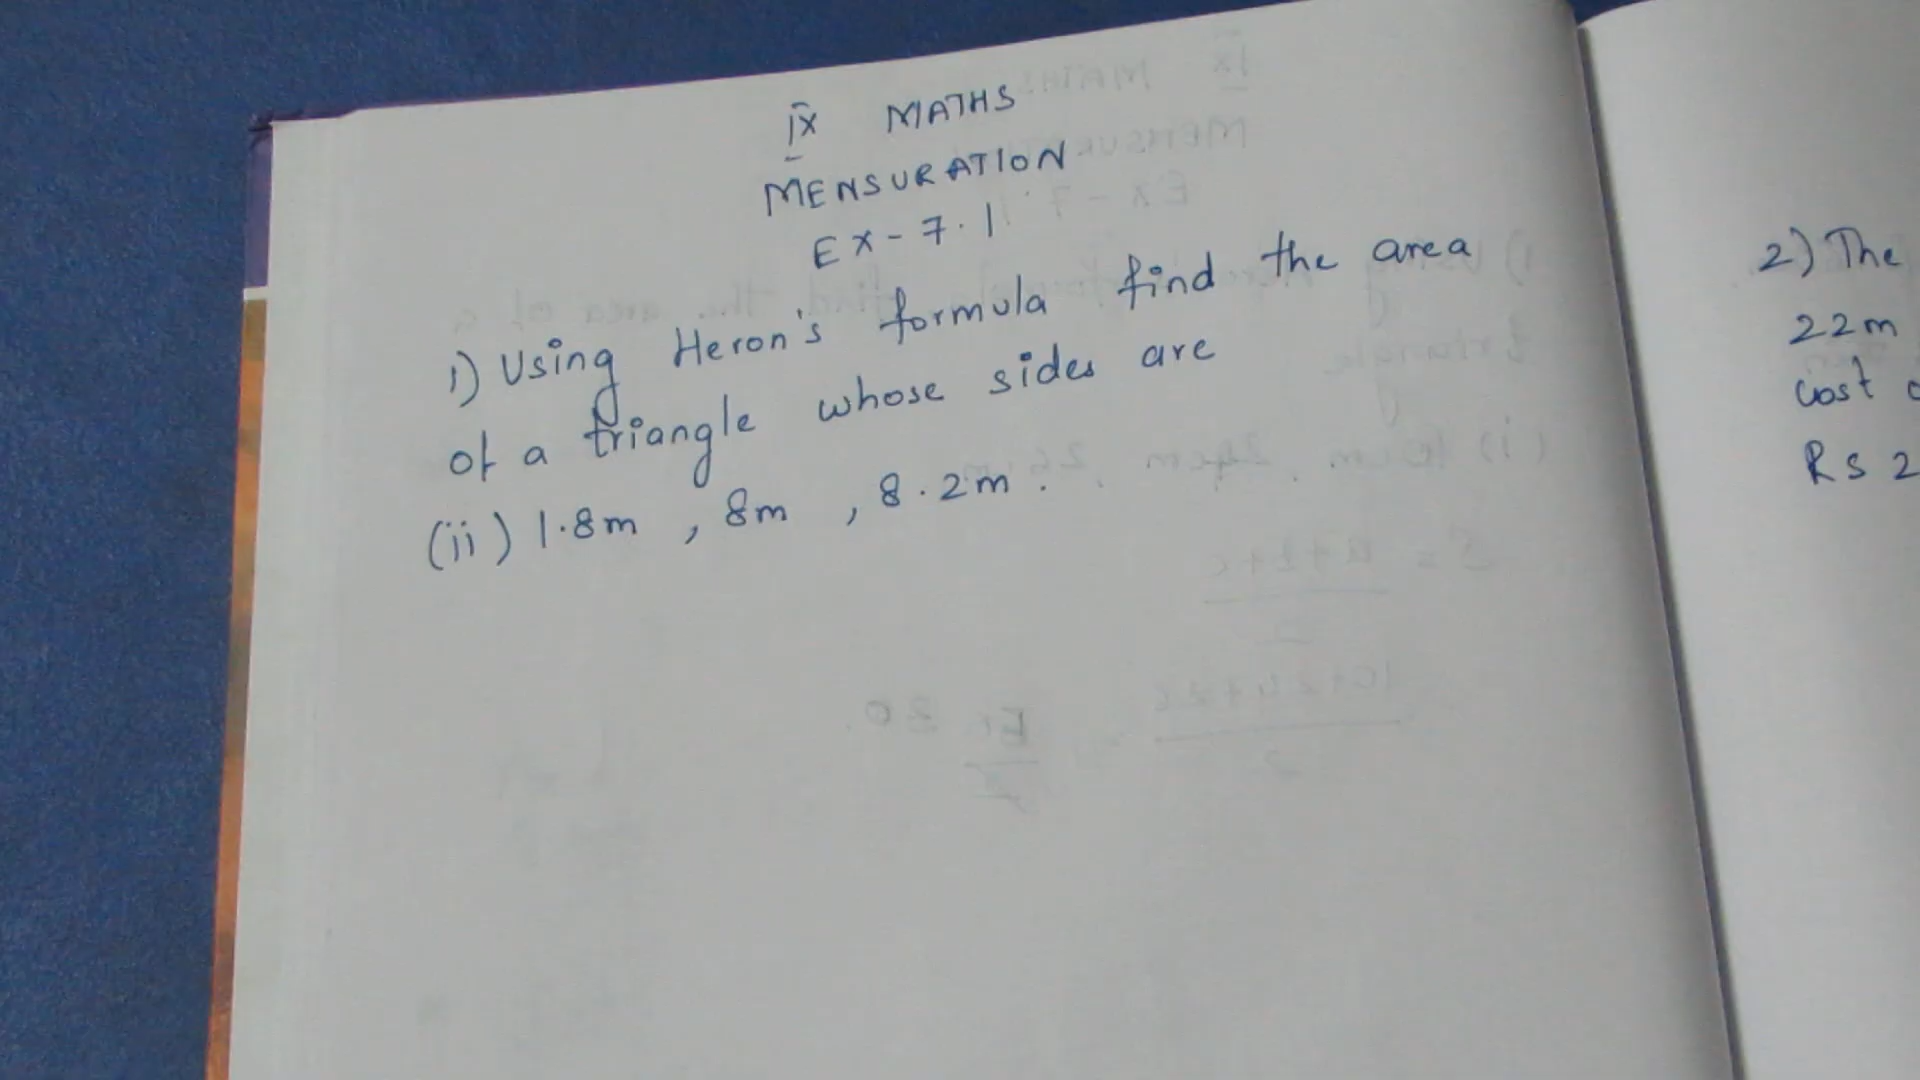 IX MATHS
MENSURATION
EX-7.1
1) Using Heron's formula find the area
of a triangle whose sides are
(ii) 1.8m , 8m , 8.2m.
2) The
22m
cost
Rs 2